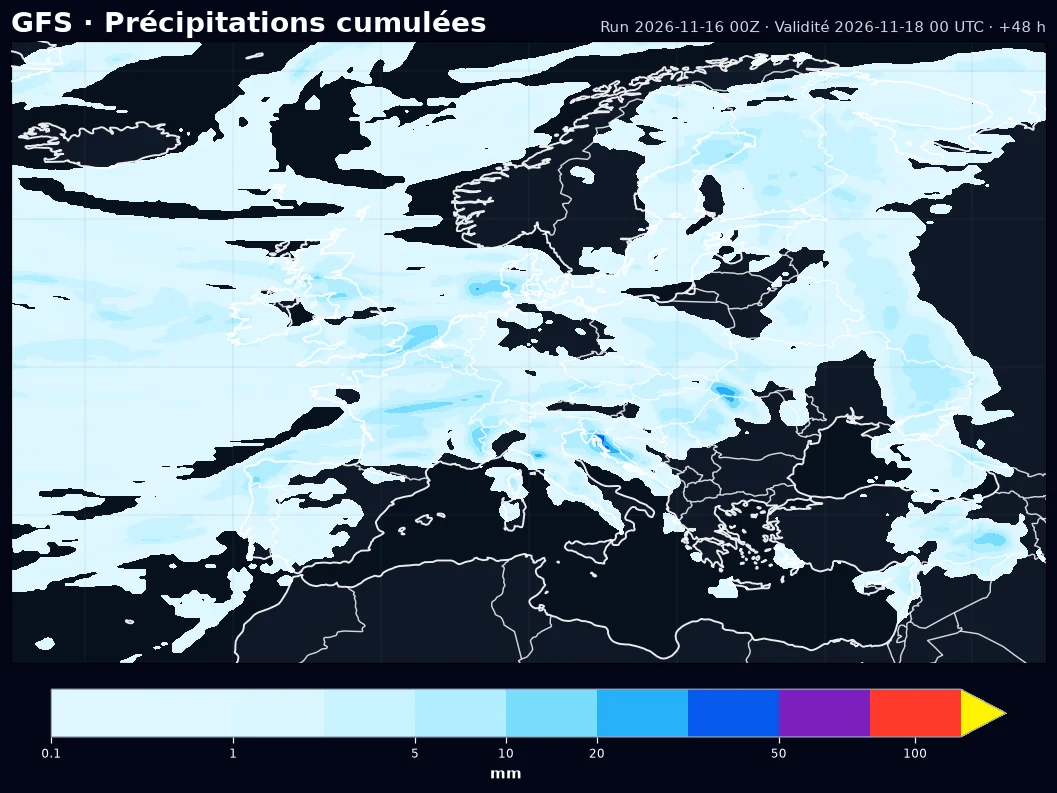 GFS · Précipitations cumulées
Run 2026-11-16 00Z · Validité 2026-11-18 00 UTC · +48 h
0.1 1 5 10 20 50 100
mm